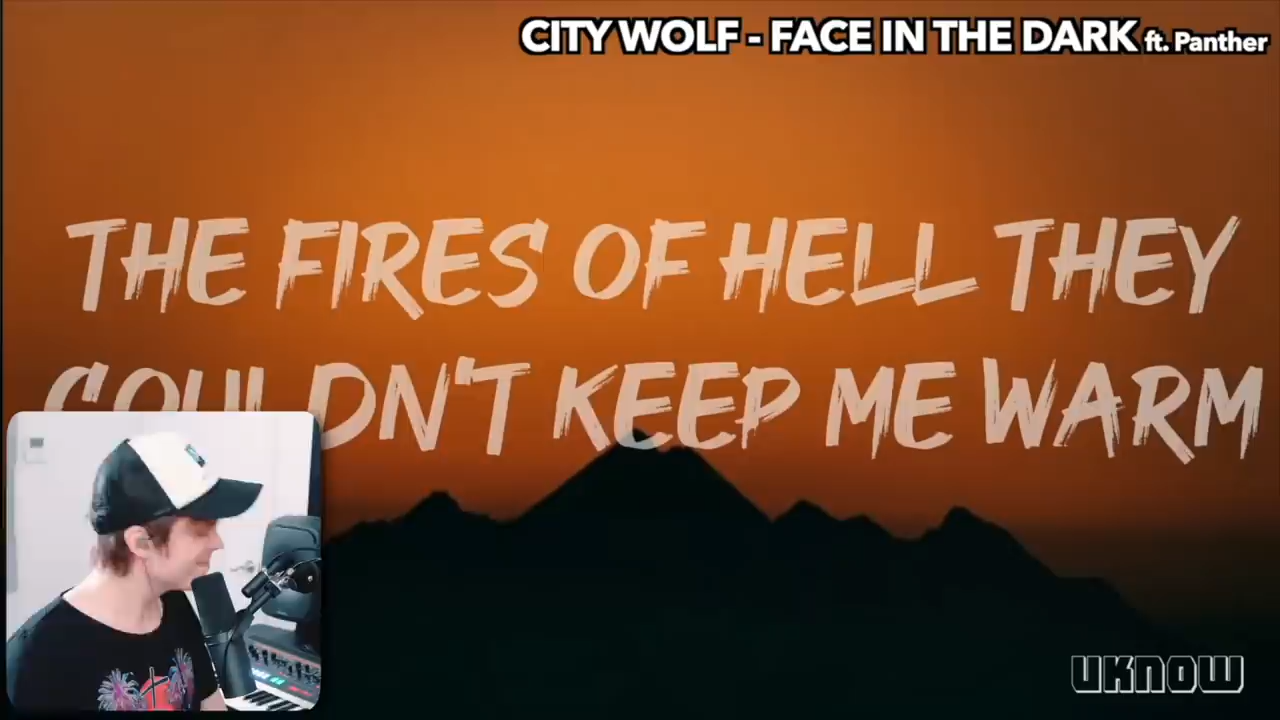 CITY WOLF - FACE IN THE DARK ft. Panther
THE FIRES OF HELL THEY
COULDN'T KEEP ME WARM
UKNOW